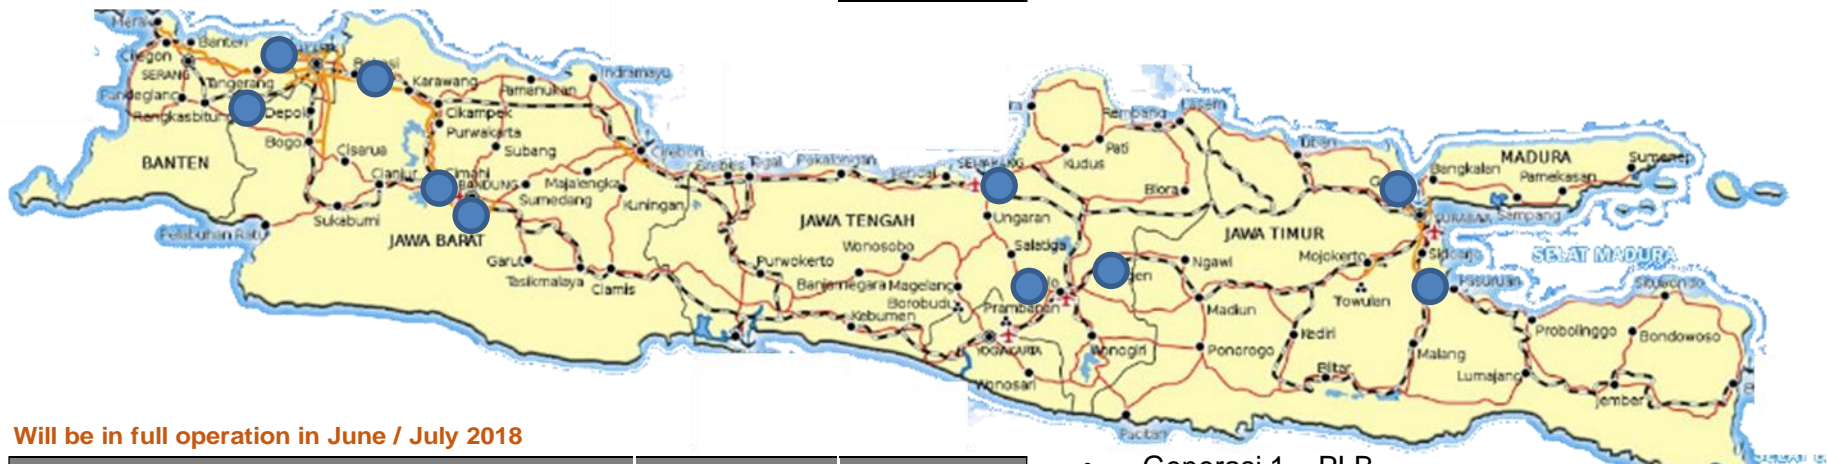 Banten
Cilegon
SERANG
Tangerang
Karawang
Indramayu
Pamanukan
Pandeglang
Depok
Cikampek
Purwakarta
Bogor
Cisarua
Subang
Cirebon
BANTEN
Cianjur
Cimahi
BANDUNG
Majalengka
Sumedang
Kuningan
Sukabumi
Pelabuhan Ratu
JAWA BARAT
Garut
Tasikmalaya
Ciamis
Brebes
Tegal
Pekalongan
Kendal
SEMARANG
Kudus
Pati
Rembang
Lasem
Tuban
Blora
Bangkalan
MADURA
Sumenep
Pamekasan
Sampang
SURABAYA
JAWA TENGAH
Ungaran
Wonosobo
Salatiga
JAWA TIMUR
Mojokerto
Sidoarjo
SELAT MADURA
Purwokerto
Banjarnegara
Magelang
Borobudur
Prambanan
Ngawi
Towulan
Pasuruan
Situbondo
Kebumen
YOGYAKARTA
Wonogiri
Madiun
Ponorogo
Kediri
Blitar
Malang
Lumajang
Probolinggo
Bondowoso
Jember
Wonosari
Pacitan
Will be in full operation in June / July 2018